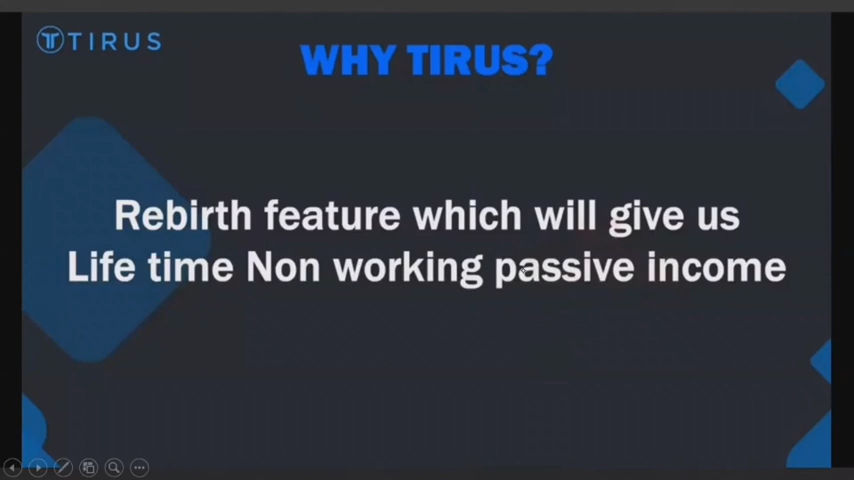 TIRUS
WHY TIRUS?
Rebirth feature which will give us
Life time Non working passive income